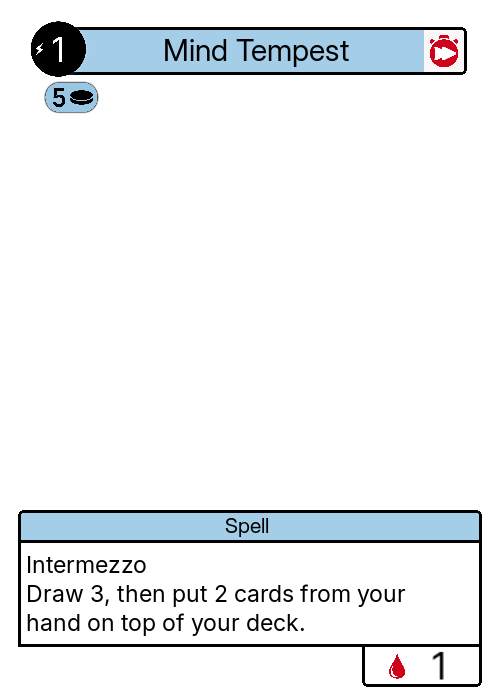 1
Mind Tempest
5
Spell
Intermezzo
Draw 3, then put 2 cards from your
hand on top of your deck.
1